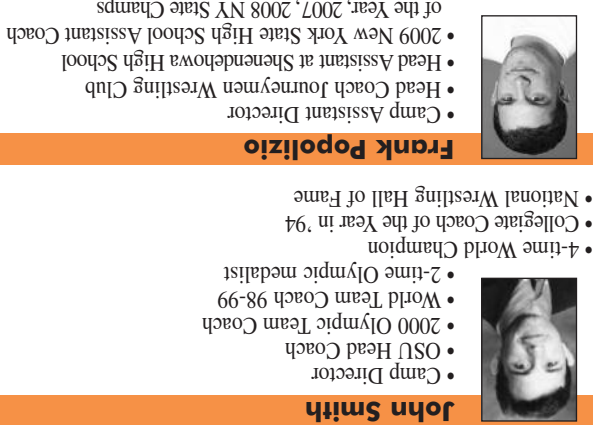 John Smith
• Camp Director
• OSU Head Coach
• 2000 Olympic Team Coach
• World Team Coach 98-99
• 2-time Olympic medalist
• 4-time World Champion
• Collegiate Coach of the Year in ’94
• National Wrestling Hall of Fame
Frank Popolizio
• Camp Assistant Director
• Head Coach Journeymen Wrestling Club
• Head Assistant at Shenendehowa High School
• 2009 New York State High School Assistant Coach
of the Year, 2007, 2008 NY State Champs